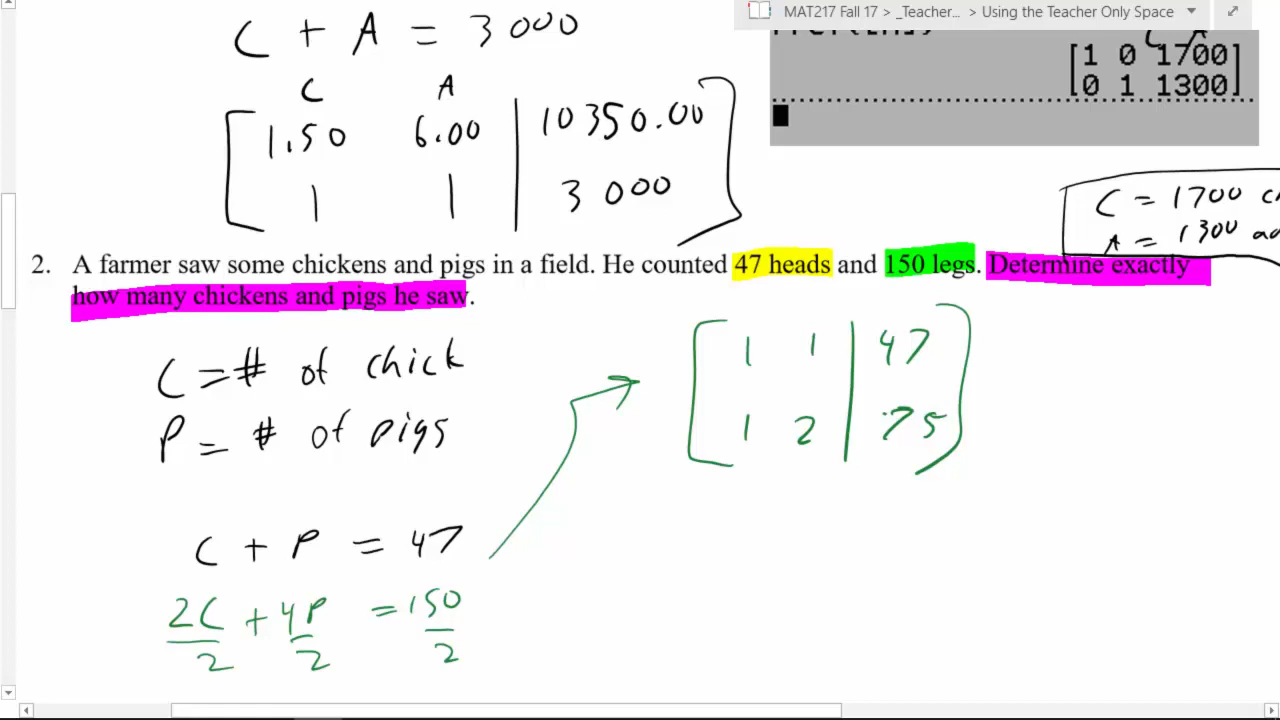 MAT217 Fall 17 > _Teacher... > Using the Teacher Only Space
C + A = 3000
C A
[1 0 1700]
[0 1 1300]
C A
1.50 6.00 | 10350.00
1 1 | 3000
C = 1700
A = 1300
2. A farmer saw some chickens and pigs in a field. He counted 47 heads and 150 legs. Determine exactly
how many chickens and pigs he saw.
C = # of chick
P = # of pigs
1 1 | 47
1 2 | 75
C + P = 47
2C + 4P = 150
2 2 2